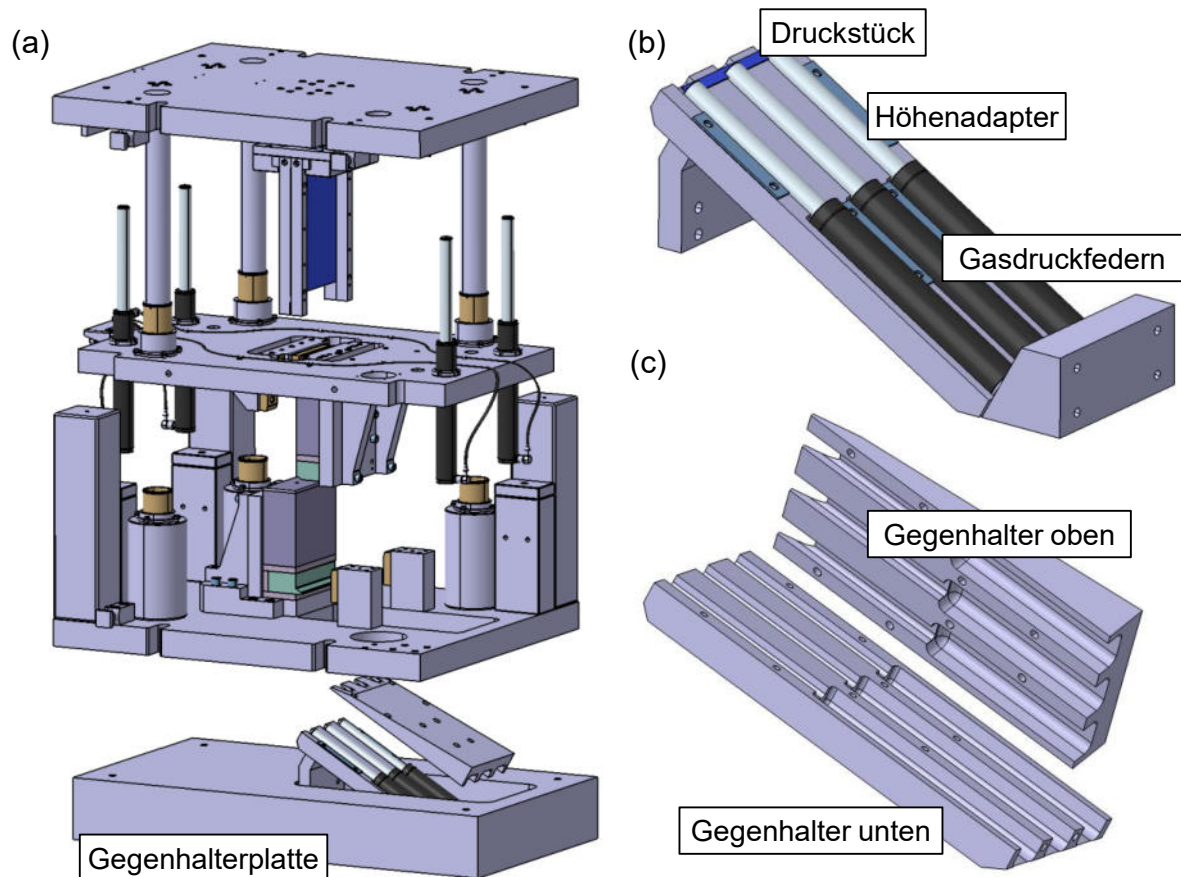 (a)
Gegenhalterplatte
(b)
Druckstück
Höhenadapter
Gasdruckfedern
(c)
Gegenhalter oben
Gegenhalter unten